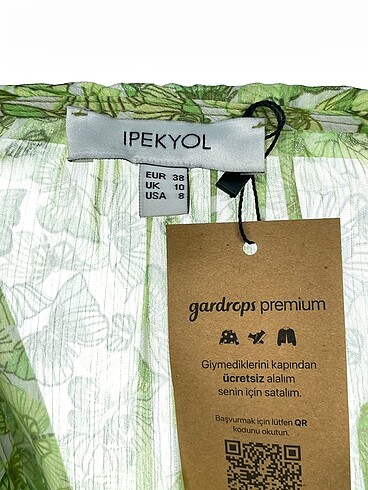 IPEKYOL
EUR 38
UK 10
USA 8
gardrops premium
Giymediklerini kapından
ücretsiz alalım
senin için satalım.
Başvurmak için lütfen QR
kodunu okutun.